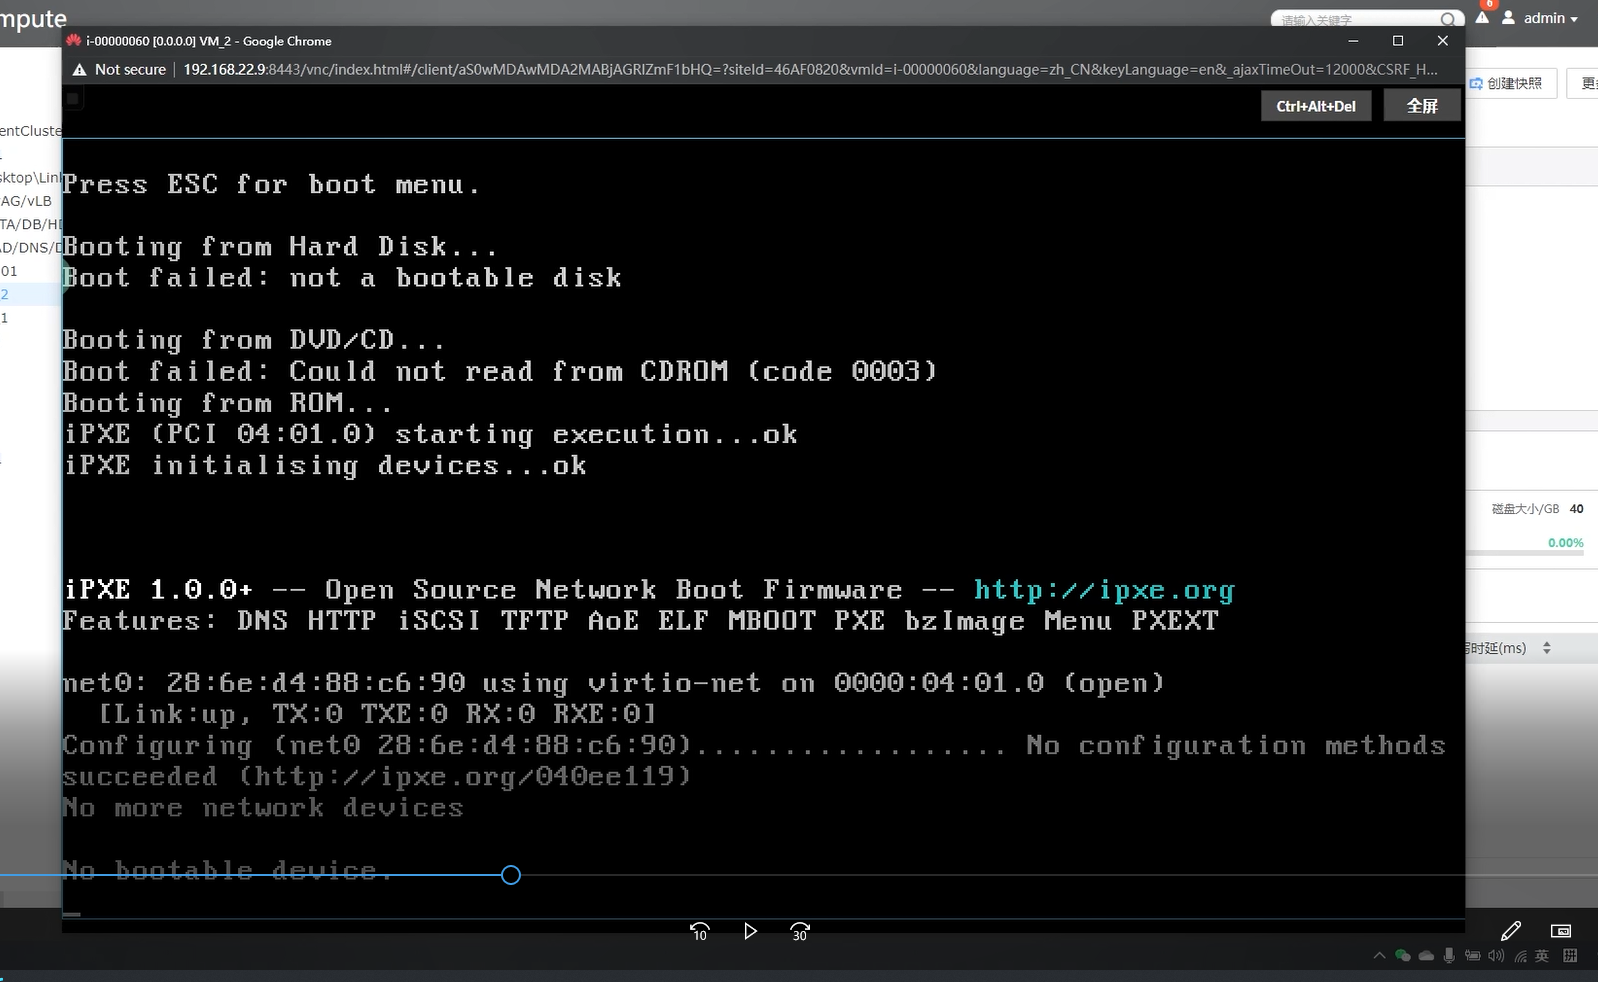 mpute
请输入关键字
6
admin
i-00000060 [0.0.0.0] VM_2 - Google Chrome
Not secure
192.168.22.9:8443/vnc/index.html#/client/aS0wMDAwMDA2MABjAGRlZmF1bHQ=?siteId=46AF0820&vmId=i-00000060&language=zh_CN&keyLanguage=en&_ajaxTimeOut=12000&CSRF_H...
创建快照
Ctrl+Alt+Del
全屏
entCluste
sktop\Link
AG/vLB
TA/DB/HD
AD/DNS/D
01
2
1
Press ESC for boot menu.
Booting from Hard Disk...
Boot failed: not a bootable disk
Booting from DVD/CD...
Boot failed: Could not read from CDROM (code 0003)
Booting from ROM...
iPXE (PCI 04:01.0) starting execution...ok
iPXE initialising devices...ok
磁盘大小/GB 40
0.00%
iPXE 1.0.0+ -- Open Source Network Boot Firmware -- http://ipxe.org
Features: DNS HTTP iSCSI TFTP AoE ELF MBOOT PXE bzImage Menu PXEXT
时延(ms)
net0: 28:6e:d4:88:c6:90 using virtio-net on 0000:04:01.0 (open)
[Link:up, TX:0 TXE:0 RX:0 RXE:0]
Configuring (net0 28:6e:d4:88:c6:90).................. No configuration methods
succeeded (http://ipxe.org/040ee119)
No more network devices
No bootable device.
10
30
英